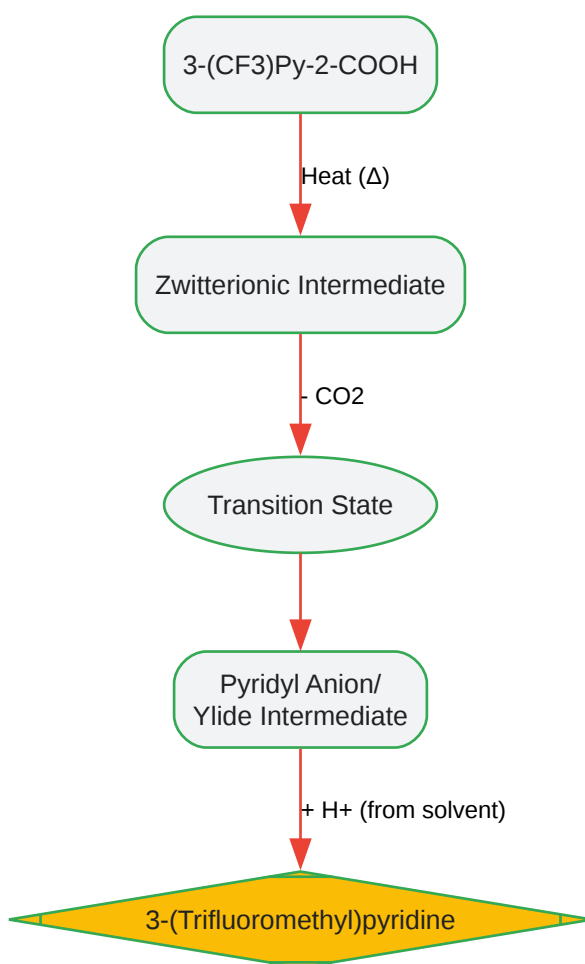 3-(CF3)Py-2-COOH
Heat (Δ)
Zwitterionic Intermediate
- CO2
Transition State
Pyridyl Anion/
Ylide Intermediate
+ H+ (from solvent)
3-(Trifluoromethyl)pyridine